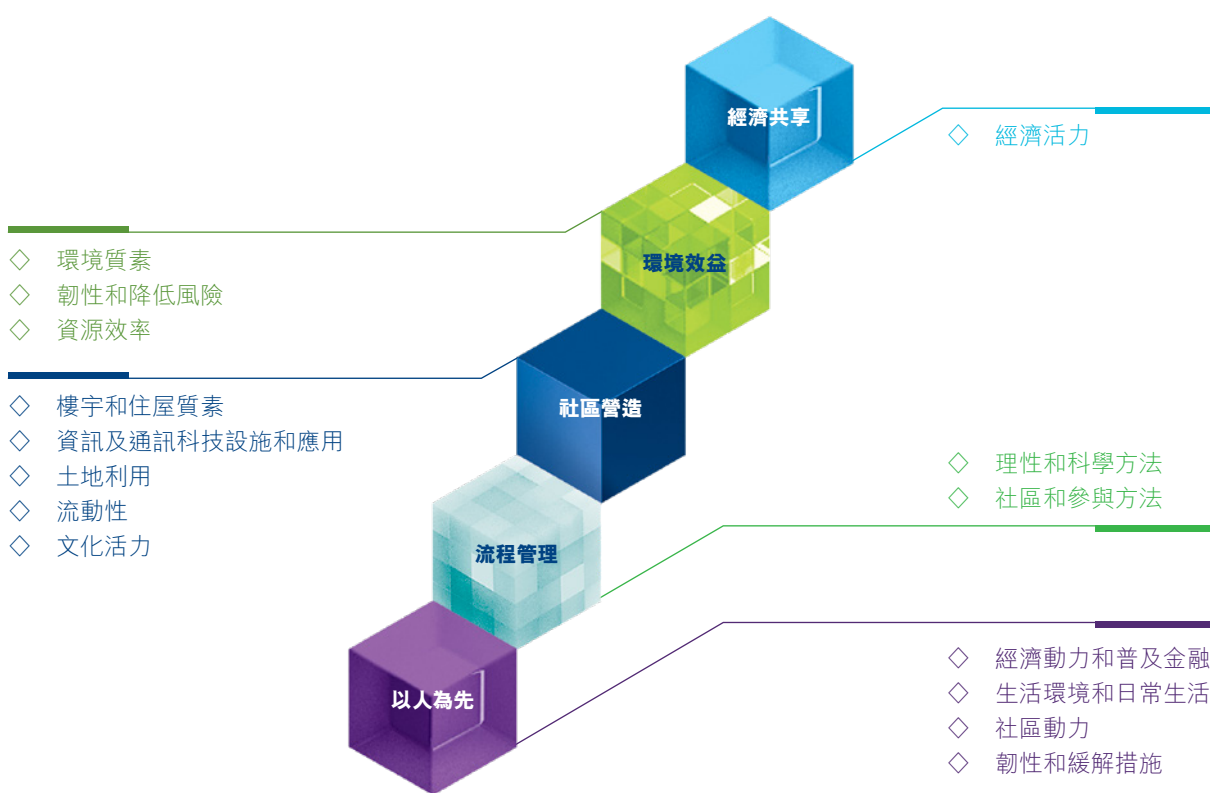 經濟共享
◇ 經濟活力
環境效益
◇ 環境質素
◇ 韌性和降低風險
◇ 資源效率
社區營造
◇ 樓宇和住屋質素
◇ 資訊及通訊科技設施和應用
◇ 土地利用
◇ 流動性
◇ 文化活力
流程管理
◇ 理性和科學方法
◇ 社區和參與方法
以人為先
◇ 經濟動力和普及金融
◇ 生活環境和日常生活
◇ 社區動力
◇ 韌性和緩解措施